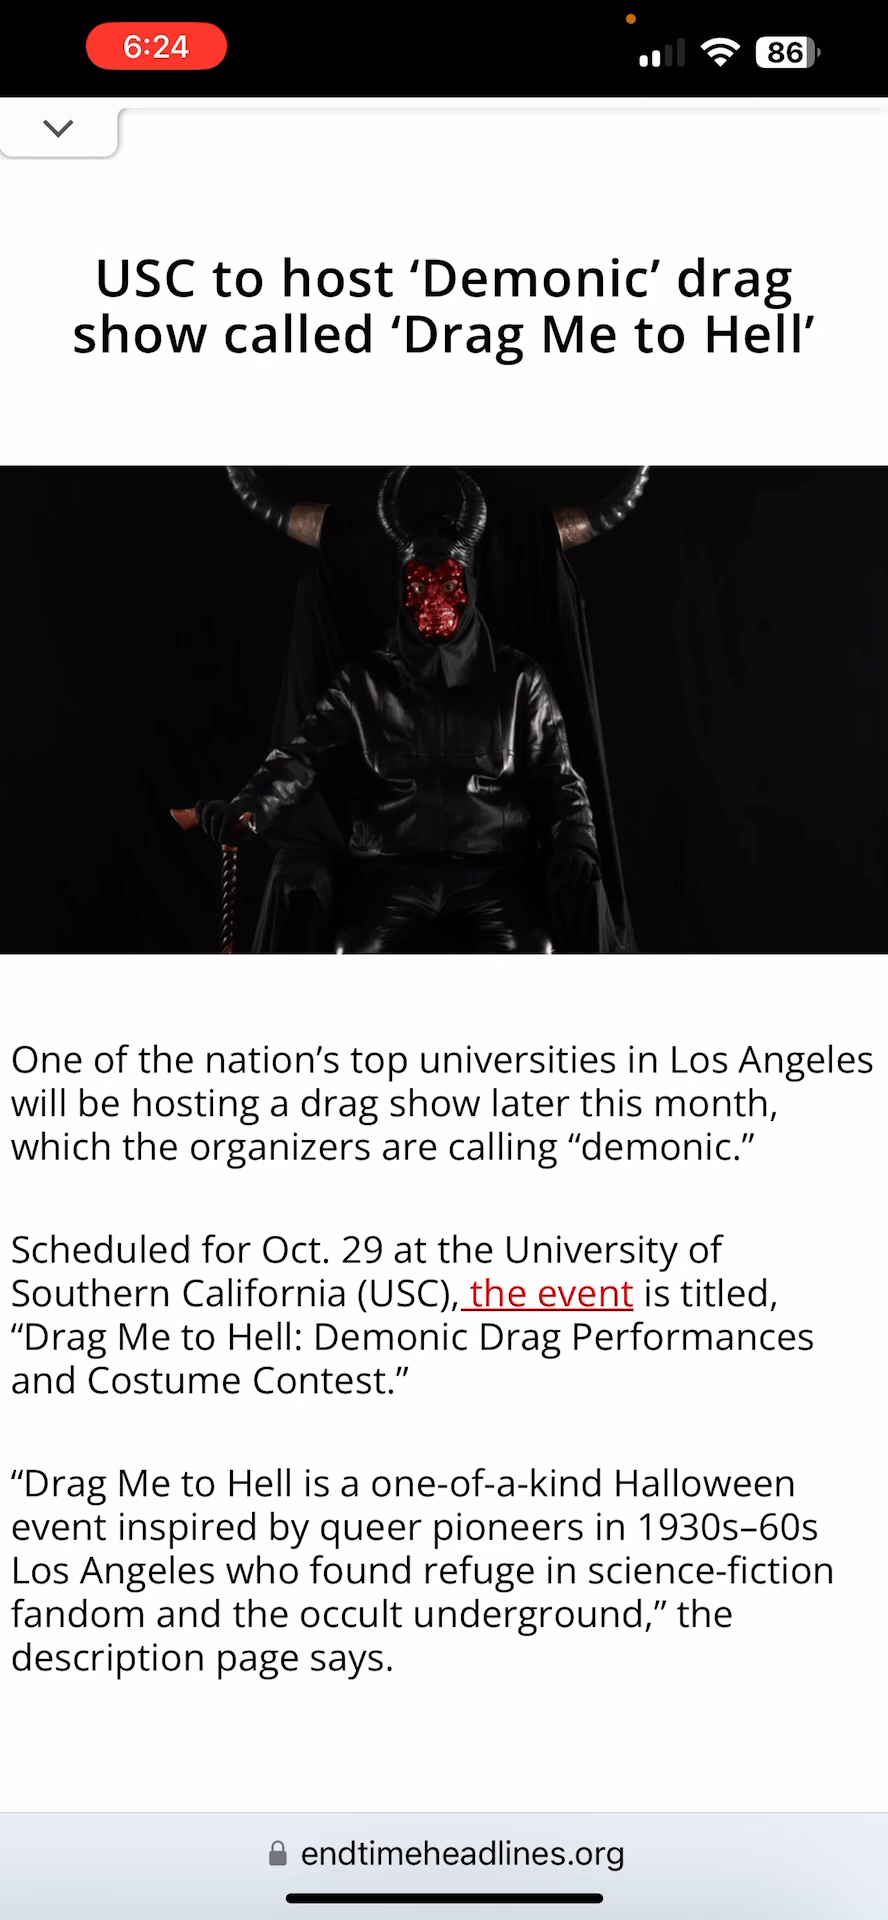 6:24
86
USC to host ‘Demonic’ drag
show called ‘Drag Me to Hell’
One of the nation’s top universities in Los Angeles
will be hosting a drag show later this month,
which the organizers are calling “demonic.”
Scheduled for Oct. 29 at the University of
Southern California (USC), the event is titled,
“Drag Me to Hell: Demonic Drag Performances
and Costume Contest.”
“Drag Me to Hell is a one-of-a-kind Halloween
event inspired by queer pioneers in 1930s–60s
Los Angeles who found refuge in science-fiction
fandom and the occult underground,” the
description page says.
endtimeheadlines.org